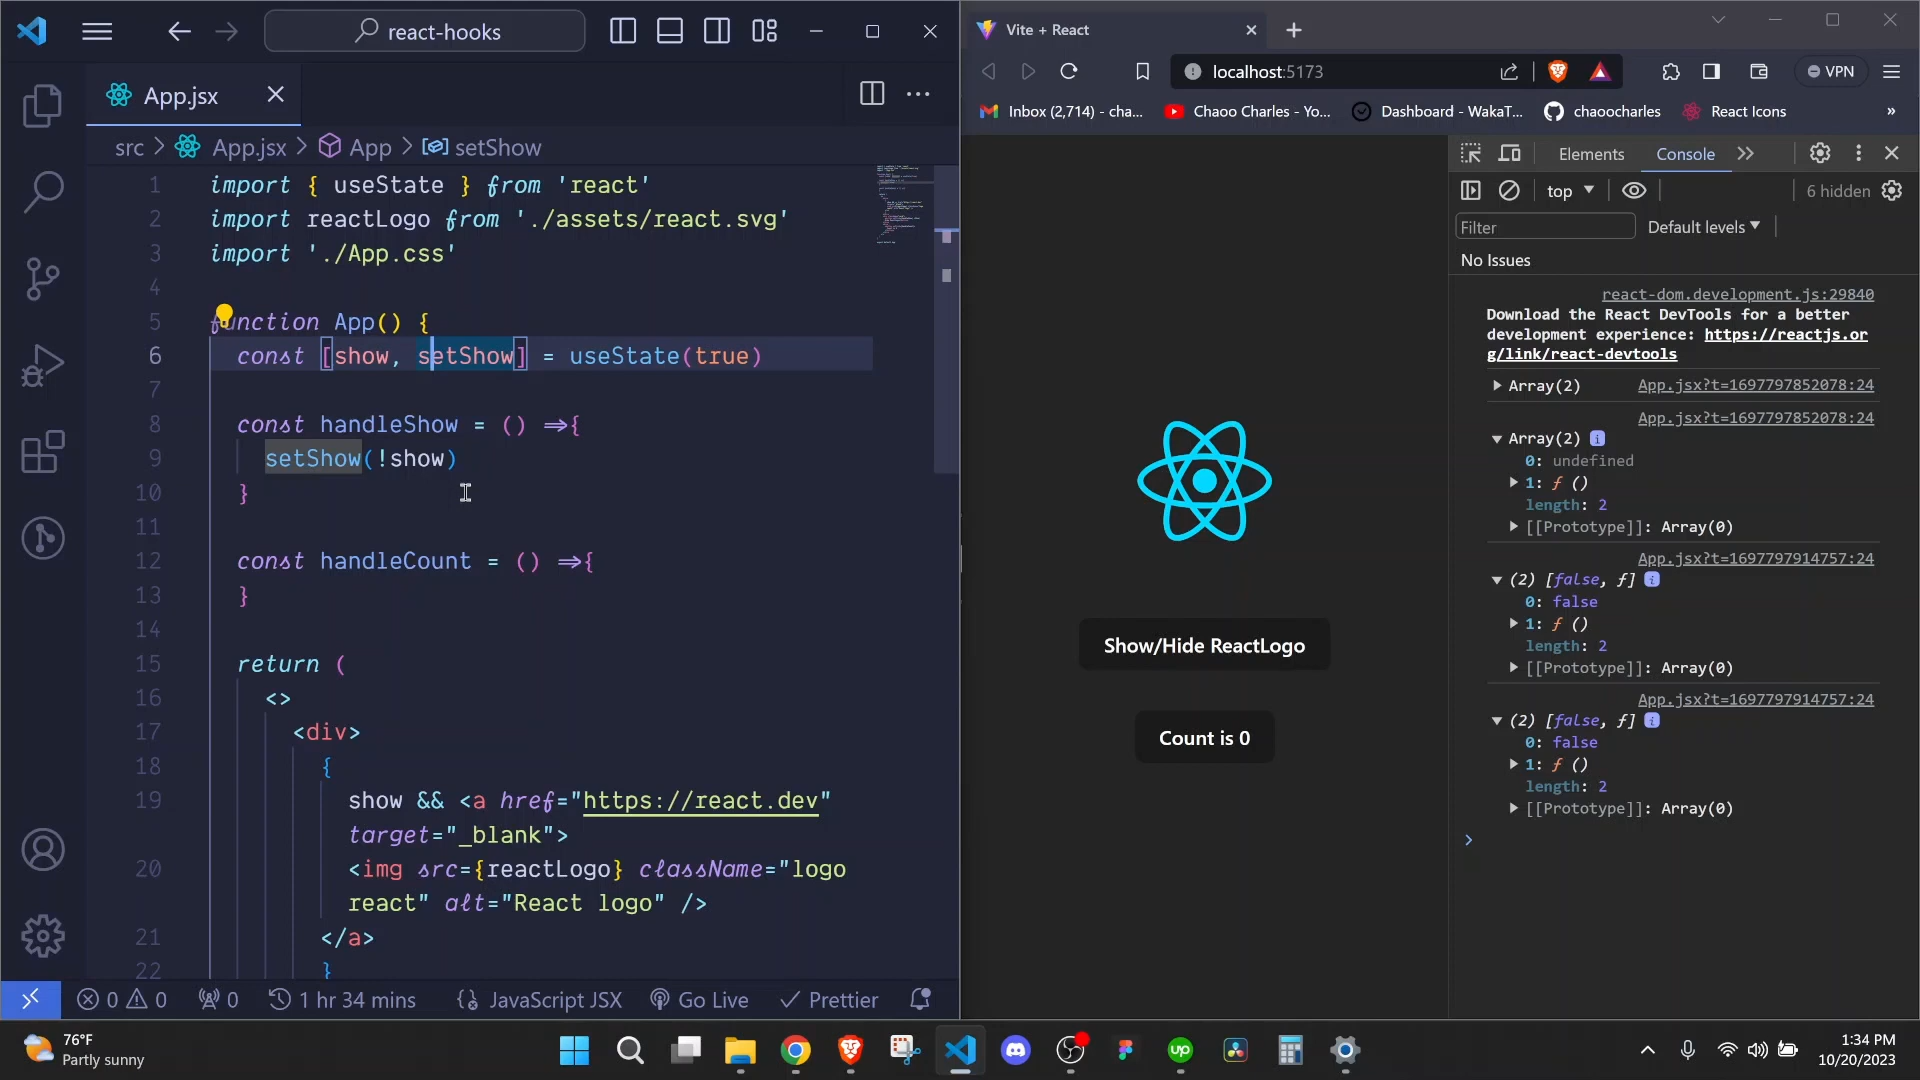 react-hooks
App.jsx
src > App.jsx > App > setShow
1 import { useState } from 'react'
2 import reactLogo from './assets/react.svg'
3 import './App.css'
4
5 function App() {
6 const [show, setShow] = useState(true)
7
8 const handleShow = () =>{
9 setShow(!show)
10 }
11
12 const handleCount = () =>{
13 }
14
15 return (
16 <>
17 <div>
18 {
19 show && <a href="https://react.dev"
target="_blank">
20 <img src={reactLogo} className="logo
react" alt="React logo" />
21 </a>
22 }
0 0 0 1 hr 34 mins JavaScript JSX Go Live Prettier
Vite + React
localhost:5173
VPN
Inbox (2,714) - cha... Chaoo Charles - Yo... Dashboard - WakaT... chaoocharles React Icons »
Show/Hide ReactLogo
Count is 0
Elements Console
top 6 hidden
Filter Default levels
No Issues
react-dom.development.js:29840
Download the React DevTools for a better
development experience: https://reactjs.or
g/link/react-devtools
Array(2) App.jsx?t=1697797852078:24
App.jsx?t=1697797852078:24
Array(2) i
0: undefined
1: ƒ ()
length: 2
[[Prototype]]: Array(0)
App.jsx?t=1697797914757:24
(2) [false, ƒ] i
0: false
1: ƒ ()
length: 2
[[Prototype]]: Array(0)
App.jsx?t=1697797914757:24
(2) [false, ƒ] i
0: false
1: ƒ ()
length: 2
[[Prototype]]: Array(0)
76°F
Partly sunny
up
1:34 PM
10/20/2023